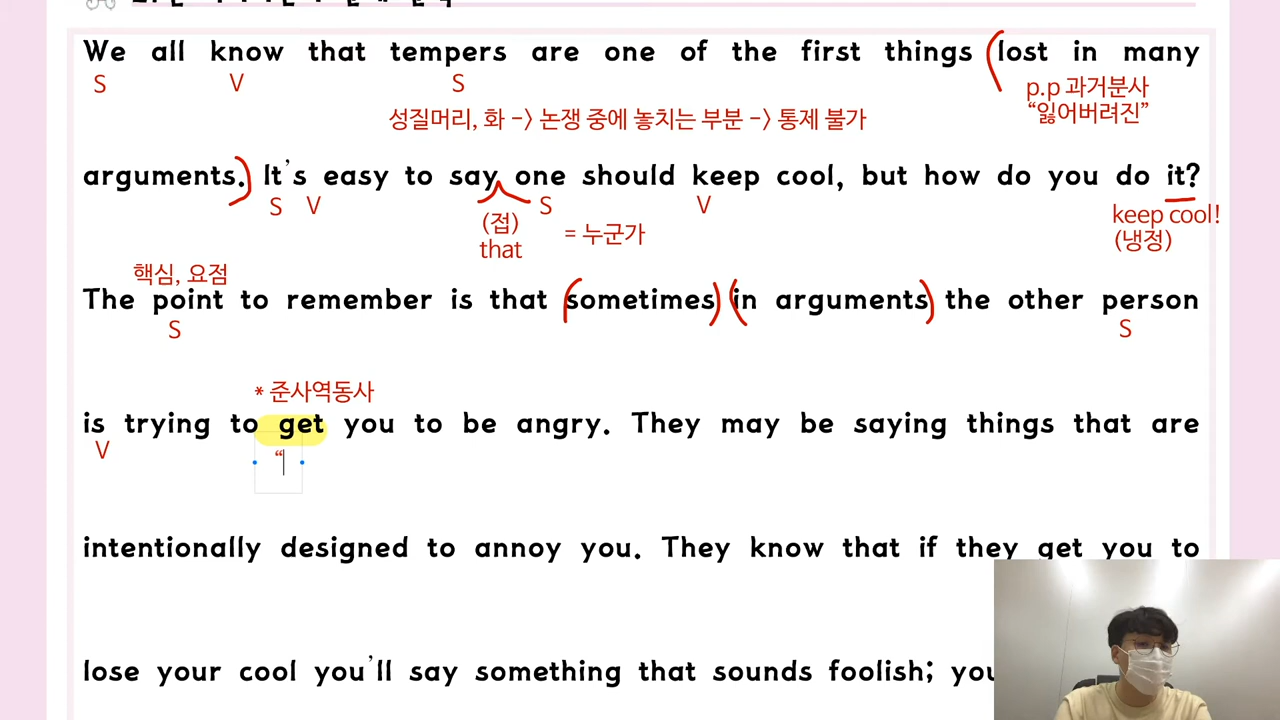 We all know that tempers are one of the first things (lost in many
S V S p.p 과거분사
성질머리, 화 -> 논쟁 중에 놓치는 부분 -> 통제 불가 “잃어버려진”
arguments.) It's easy to say one should keep cool, but how do you do it?
S V (접) S V keep cool!
that = 누군가 (냉정)
핵심, 요점
The point to remember is that (sometimes) (in arguments) the other person
S S
* 준사역동사
is trying to get you to be angry. They may be saying things that are
V “
intentionally designed to annoy you. They know that if they get you to
lose your cool you'll say something that sounds foolish;